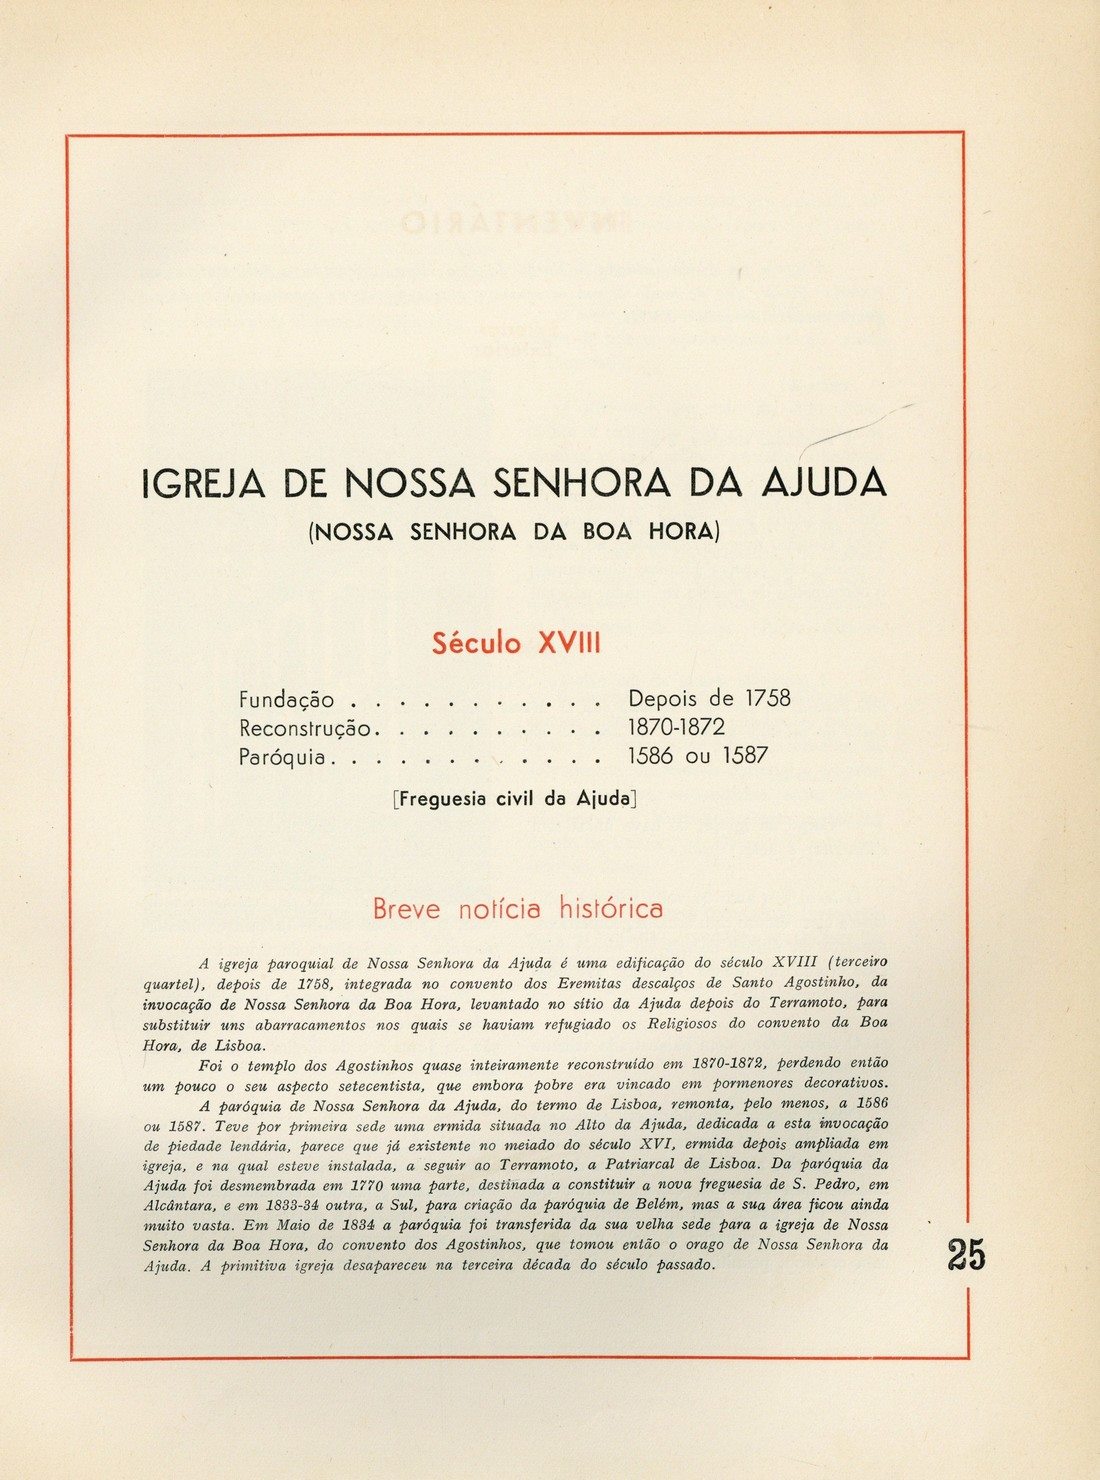 IGREJA DE NOSSA SENHORA DA AJUDA
(NOSSA SENHORA DA BOA HORA)
Século XVIII
Fundação . . . . . . . . . . . Depois de 1758
Reconstrução. . . . . . . . . . 1870-1872
Paróquia. . . . . . . . . . . . 1586 ou 1587
[Freguesia civil da Ajuda]
Breve notícia histórica
A igreja paroquial de Nossa Senhora da Ajuda é uma edificação do século XVIII (terceiro
quartel), depois de 1758, integrada no convento dos Eremitas descalços de Santo Agostinho, da
invocação de Nossa Senhora da Boa Hora, levantado no sítio da Ajuda depois do Terramoto, para
substituir uns abarracamentos nos quais se haviam refugiado os Religiosos do convento da Boa
Hora, de Lisboa.
Foi o templo dos Agostinhos quase inteiramente reconstruído em 1870-1872, perdendo então
um pouco o seu aspecto setecentista, que embora pobre era vincado em pormenores decorativos.
A paróquia de Nossa Senhora da Ajuda, do termo de Lisboa, remonta, pelo menos, a 1586
ou 1587. Teve por primeira sede uma ermida situada no Alto da Ajuda, dedicada a esta invocação
de piedade lendária, parece que já existente no meiado do século XVI, ermida depois ampliada em
igreja, e na qual esteve instalada, a seguir ao Terramoto, a Patriarcal de Lisboa. Da paróquia da
Ajuda foi desmembrada em 1770 uma parte, destinada a constituir a nova freguesia de S. Pedro, em
Alcântara, e em 1833-34 outra, a Sul, para criação da paróquia de Belém, mas a sua área ficou ainda
muito vasta. Em Maio de 1834 a paróquia foi transferida da sua velha sede para a igreja de Nossa
Senhora da Boa Hora, do convento dos Agostinhos, que tomou então o orago de Nossa Senhora da
Ajuda. A primitiva igreja desapareceu na terceira década do século passado.
25